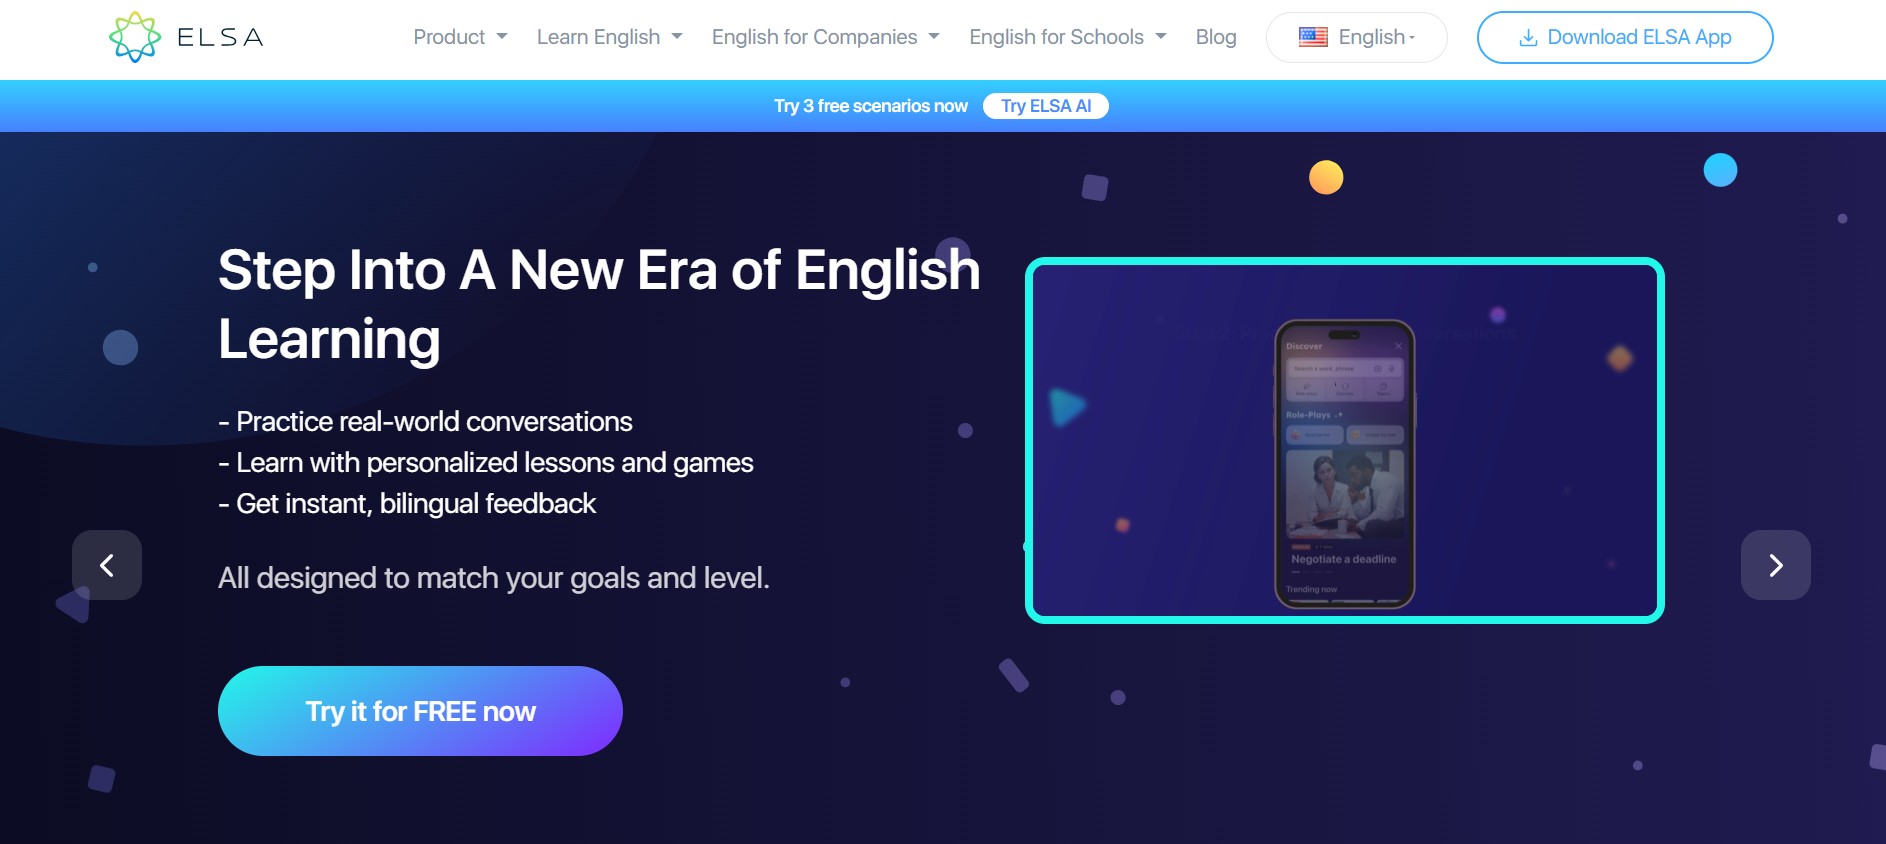 ELSA
Product
Learn English
English for Companies
English for Schools
Blog
English
Download ELSA App
Try 3 free scenarios now
Try ELSA AI
Step Into A New Era of English
Learning
- Practice real-world conversations
- Learn with personalized lessons and games
- Get instant, bilingual feedback
All designed to match your goals and level.
Try it for FREE now
Discover
Search a word, phrase
Role-Plays
Negotiate a deadline
Trending now